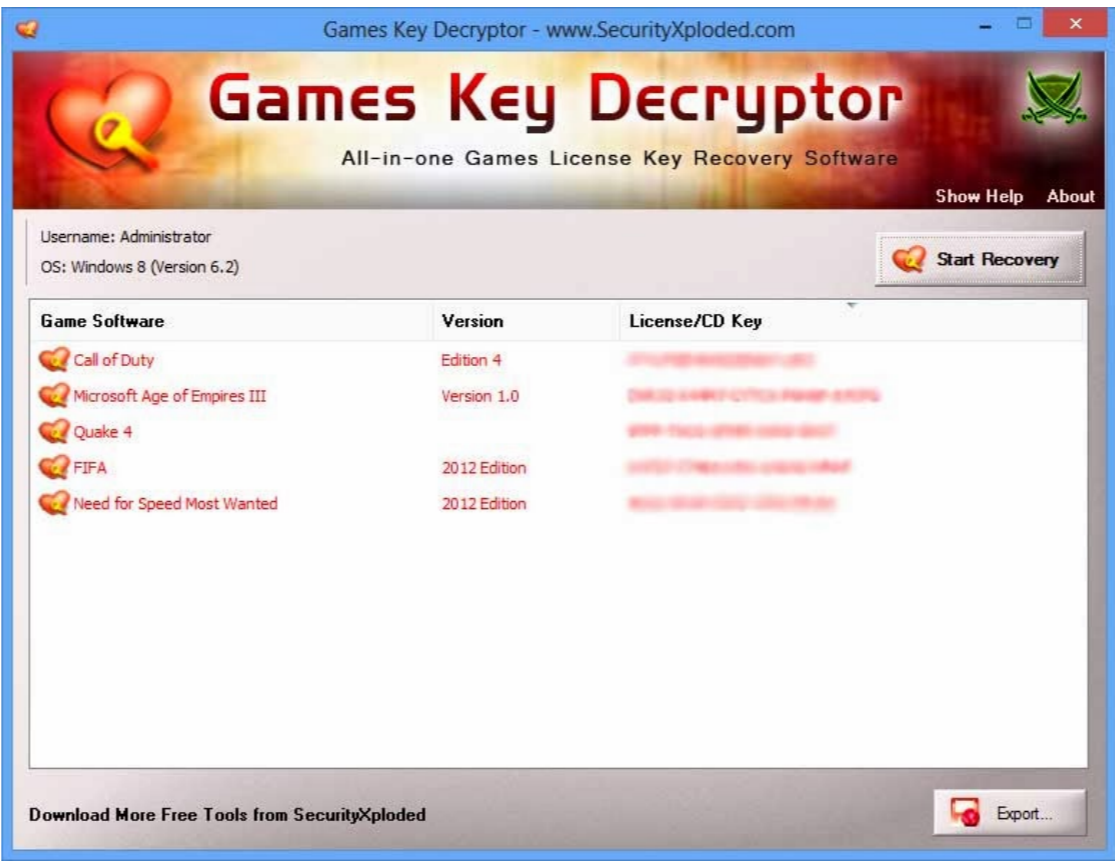 Games Key Decryptor - www.SecurityXploded.com
Games Key Decryptor
All-in-one Games License Key Recovery Software
Show Help About
Username: Administrator
OS: Windows 8 (Version 6.2)
Start Recovery
Game Software Version License/CD Key
Call of Duty Edition 4
Microsoft Age of Empires III Version 1.0
Quake 4
FIFA 2012 Edition
Need for Speed Most Wanted 2012 Edition
Download More Free Tools from SecurityXploded
Export...